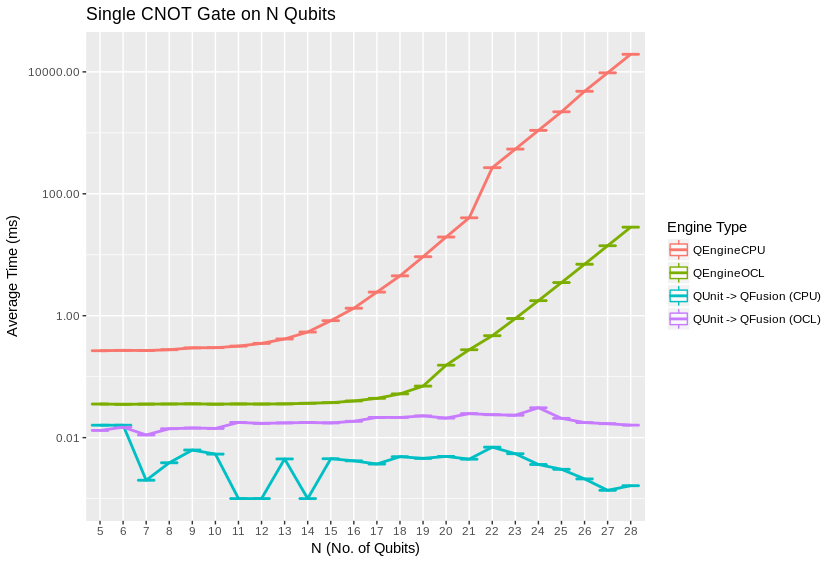 Single CNOT Gate on N Qubits
Average Time (ms)
10000.00
100.00
1.00
0.01
5 6 7 8 9 10 11 12 13 14 15 16 17 18 19 20 21 22 23 24 25 26 27 28
N (No. of Qubits)
Engine Type
QEngineCPU
QEngineOCL
QUnit -> QFusion (CPU)
QUnit -> QFusion (OCL)